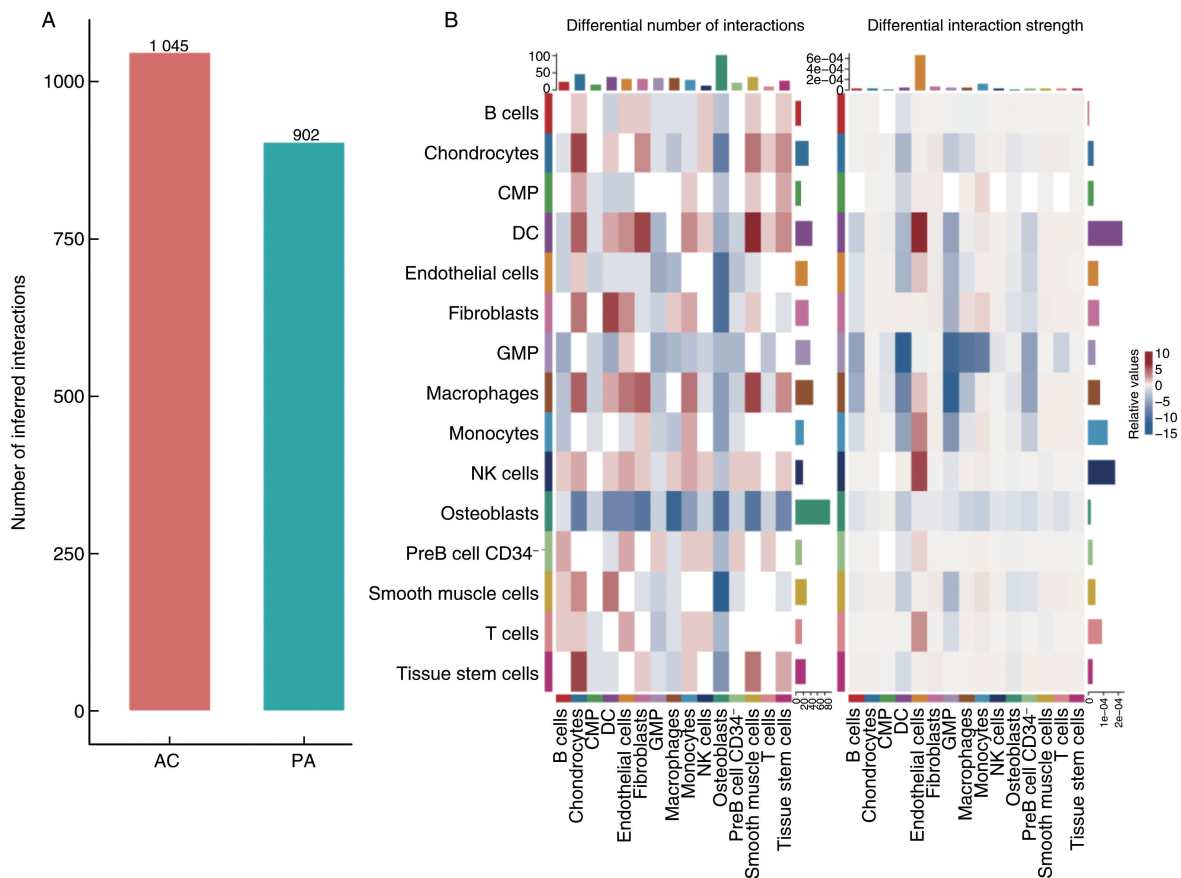 A
Number of inferred interactions
1 045
902
1000
750
500
250
0
AC
PA
B
Differential number of interactions
100
50
0
B cells
Chondrocytes
CMP
DC
Endothelial cells
Fibroblasts
GMP
Macrophages
Monocytes
NK cells
Osteoblasts
PreB cell CD34⁻
Smooth muscle cells
T cells
Tissue stem cells
0
20
40
60
80
B cells
Chondrocytes
CMP
DC
Endothelial cells
Fibroblasts
GMP
Macrophages
Monocytes
NK cells
Osteoblasts
PreB cell CD34⁻
Smooth muscle cells
T cells
Tissue stem cells
Differential interaction strength
6e−04
4e−04
2e−04
0
0
1e−04
2e−04
B cells
Chondrocytes
CMP
DC
Endothelial cells
Fibroblasts
GMP
Macrophages
Monocytes
NK cells
Osteoblasts
PreB cell CD34⁻
Smooth muscle cells
T cells
Tissue stem cells
Relative values
10
5
0
−5
−10
−15